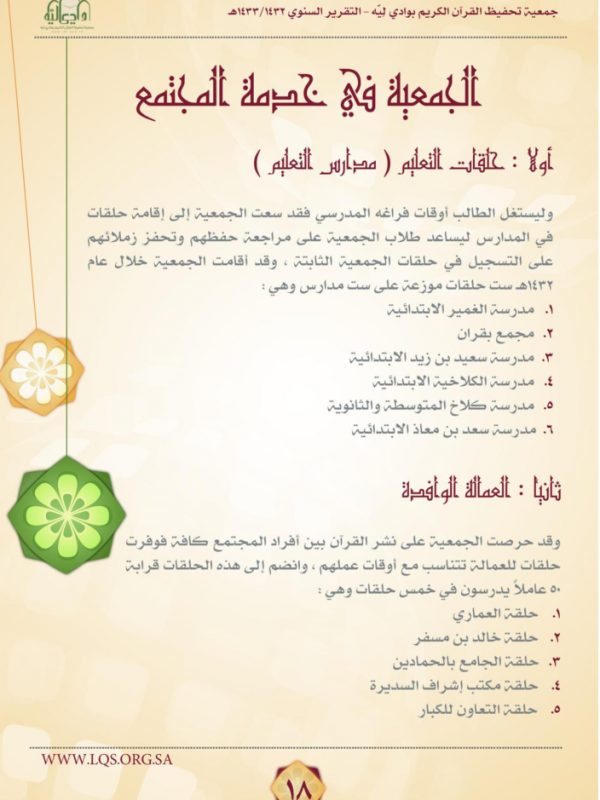 جمعية تحفيظ القرآن الكريم بوادي ليّه - التقرير السنوي ١٤٣٢/١٤٣٣هـ
وادي ليّه
الجمعية في خدمة المجتمع
أولا : حلقات التعليم ( مدارس التعليم )
وليستغل الطالب أوقات فراغه المدرسي فقد سعت الجمعية إلى إقامة حلقات
في المدارس ليساعد طلاب الجمعية على مراجعة حفظهم وتحفز زملائهم
على التسجيل في حلقات الجمعية الثابتة ، وقد أقامت الجمعية خلال عام
١٤٣٢هـ ست حلقات موزعة على ست مدارس وهي :
١. مدرسة الغمير الابتدائية
٢. مجمع بقران
٣. مدرسة سعيد بن زيد الابتدائية
٤. مدرسة الكلاخية الابتدائية
٥. مدرسة كلاخ المتوسطة والثانوية
٦. مدرسة سعد بن معاذ الابتدائية
ثانيا : العمالة الوافدة
وقد حرصت الجمعية على نشر القرآن بين أفراد المجتمع كافة فوفرت
حلقات للعمالة تتناسب مع أوقات عملهم ، وانضم إلى هذه الحلقات قرابة
٥٠ عاملاً يدرسون في خمس حلقات وهي :
١. حلقة العماري
٢. حلقة خالد بن مسفر
٣. حلقة الجامع بالحمادين
٤. حلقة مكتب إشراف السديرة
٥. حلقة التعاون للكبار
WWW.LQS.ORG.SA
١٨